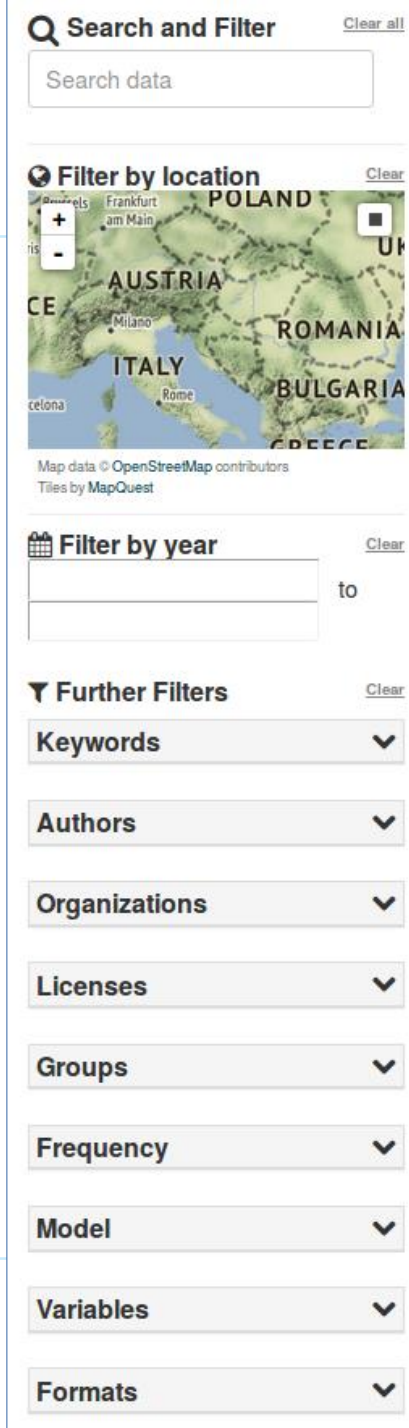 Search and Filter Clear all
Search data
Filter by location Clear
Brussels Frankfurt am Main POLAND
+
-
AUSTRIA
Milano
ROMANIA
ITALY
Rome
BULGARIA
GREECE
Map data © OpenStreetMap contributors
Tiles by MapQuest
Filter by year Clear
to
Further Filters Clear
Keywords
Authors
Organizations
Licenses
Groups
Frequency
Model
Variables
Formats